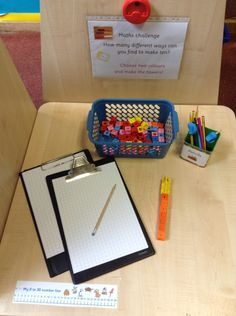 Maths challenge
How many different ways can
you find to make ten?
Choose two colours
and make the towers!
My 0 to 20 number line